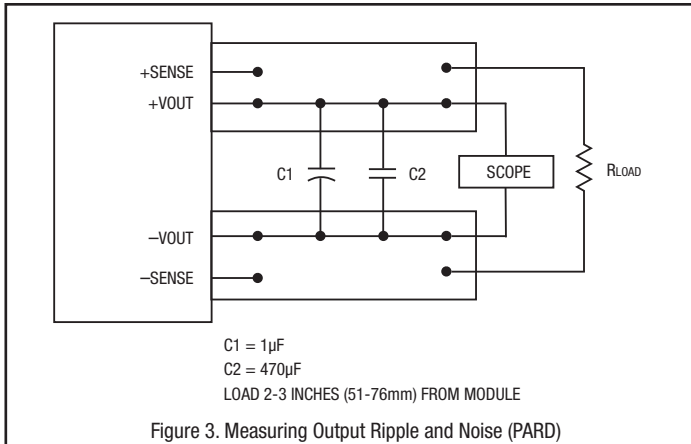 +SENSE
+VOUT
C1
C2
SCOPE
RLOAD
−VOUT
−SENSE
C1 = 1µF
C2 = 470µF
LOAD 2-3 INCHES (51-76mm) FROM MODULE
Figure 3. Measuring Output Ripple and Noise (PARD)